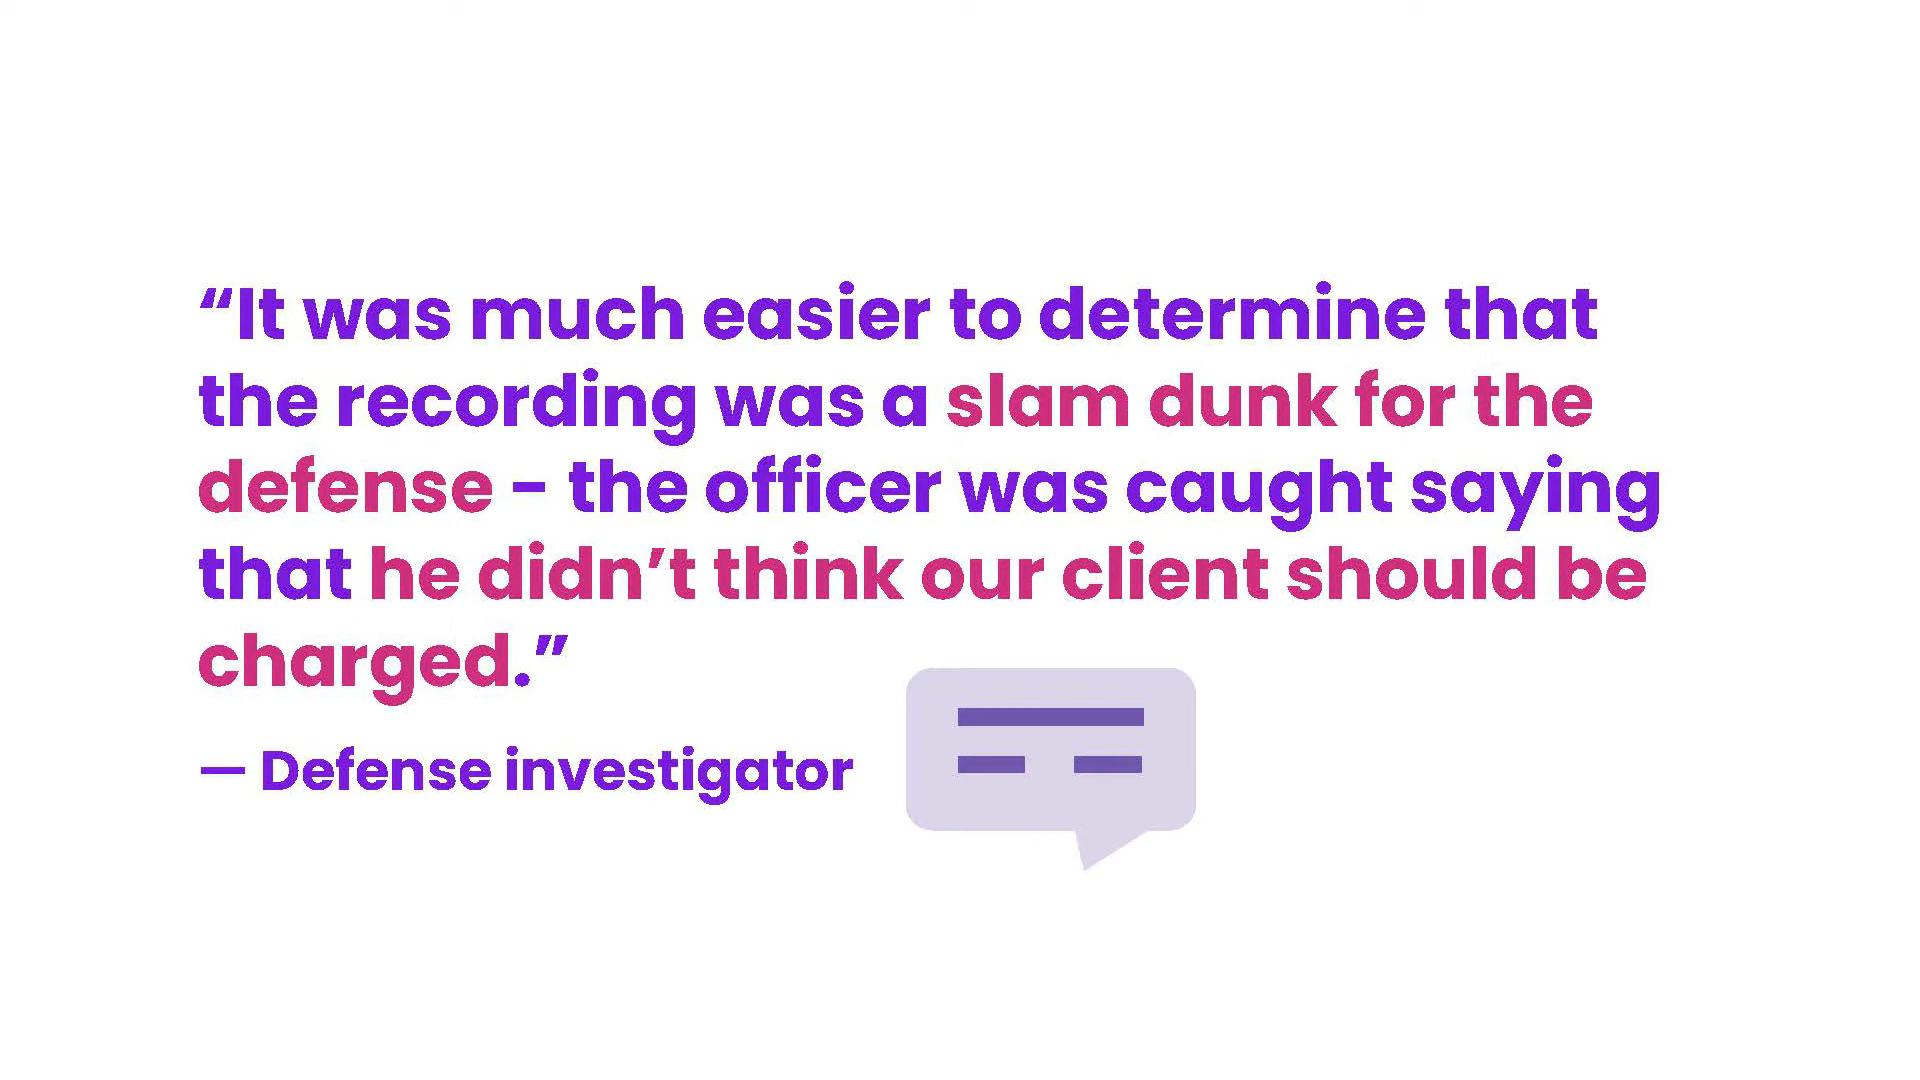 “It was much easier to determine that
the recording was a slam dunk for the
defense – the officer was caught saying
that he didn’t think our client should be
charged.”
— Defense investigator